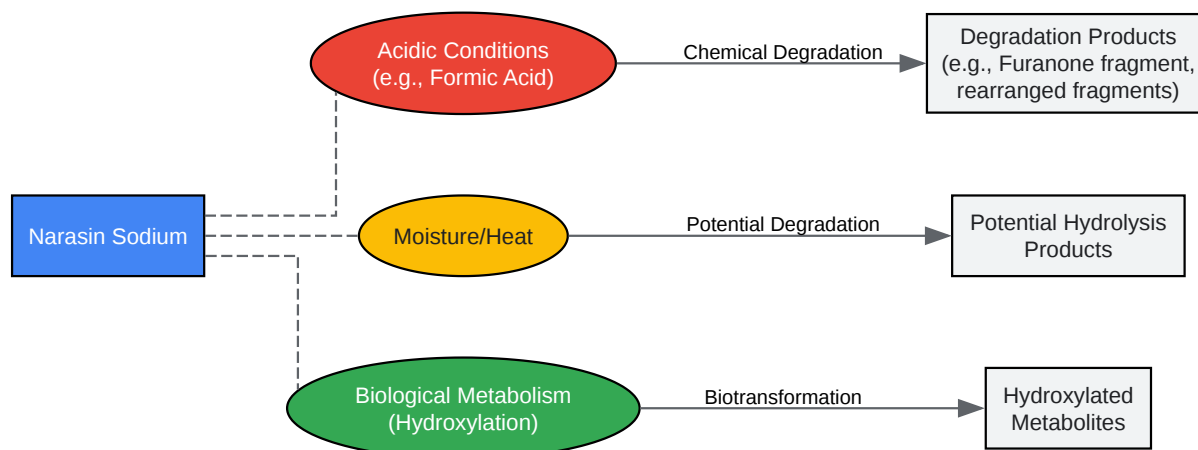 Acidic Conditions
(e.g., Formic Acid)
Chemical Degradation
Degradation Products
(e.g., Furanone fragment,
rearranged fragments)
Narasin Sodium
Moisture/Heat
Potential Degradation
Potential Hydrolysis
Products
Biological Metabolism
(Hydroxylation)
Biotransformation
Hydroxylated
Metabolites